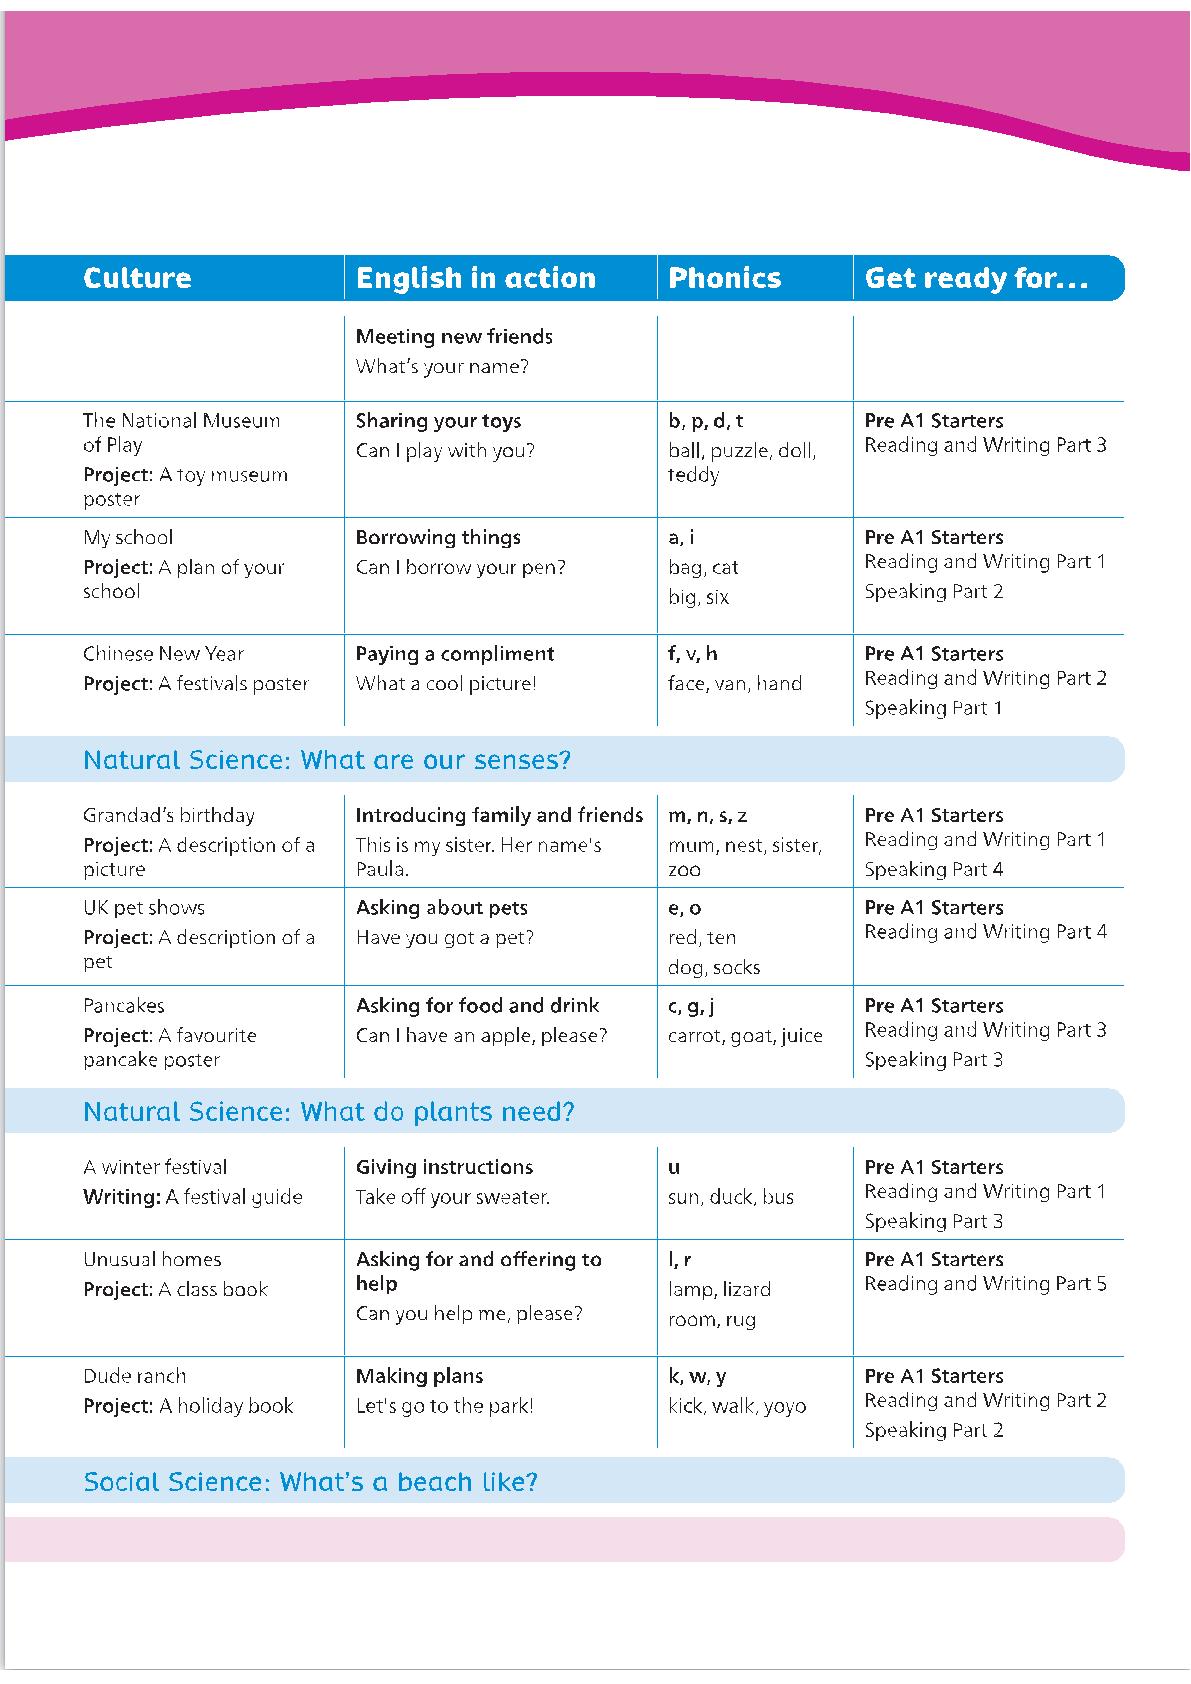 Culture
English in action
Phonics
Get ready for...
Meeting new friends
What's your name?
The National Museum
of Play
Project: A toy museum
poster
Sharing your toys
Can I play with you?
b, p, d, t
ball, puzzle, doll,
teddy
Pre A1 Starters
Reading and Writing Part 3
My school
Project: A plan of your
school
Borrowing things
Can I borrow your pen?
a, i
bag, cat
big, six
Pre A1 Starters
Reading and Writing Part 1
Speaking Part 2
Chinese New Year
Project: A festivals poster
Paying a compliment
What a cool picture!
f, v, h
face, van, hand
Pre A1 Starters
Reading and Writing Part 2
Speaking Part 1
Natural Science: What are our senses?
Grandad's birthday
Project: A description of a
picture
Introducing family and friends
This is my sister. Her name's
Paula.
m, n, s, z
mum, nest, sister,
zoo
Pre A1 Starters
Reading and Writing Part 1
Speaking Part 4
UK pet shows
Project: A description of a
pet
Asking about pets
Have you got a pet?
e, o
red, ten
dog, socks
Pre A1 Starters
Reading and Writing Part 4
Pancakes
Project: A favourite
pancake poster
Asking for food and drink
Can I have an apple, please?
c, g, j
carrot, goat, juice
Pre A1 Starters
Reading and Writing Part 3
Speaking Part 3
Natural Science: What do plants need?
A winter festival
Writing: A festival guide
Giving instructions
Take off your sweater.
u
sun, duck, bus
Pre A1 Starters
Reading and Writing Part 1
Speaking Part 3
Unusual homes
Project: A class book
Asking for and offering to
help
Can you help me, please?
l, r
lamp, lizard
room, rug
Pre A1 Starters
Reading and Writing Part 5
Dude ranch
Project: A holiday book
Making plans
Let's go to the park!
k, w, y
kick, walk, yoyo
Pre A1 Starters
Reading and Writing Part 2
Speaking Part 2
Social Science: What's a beach like?